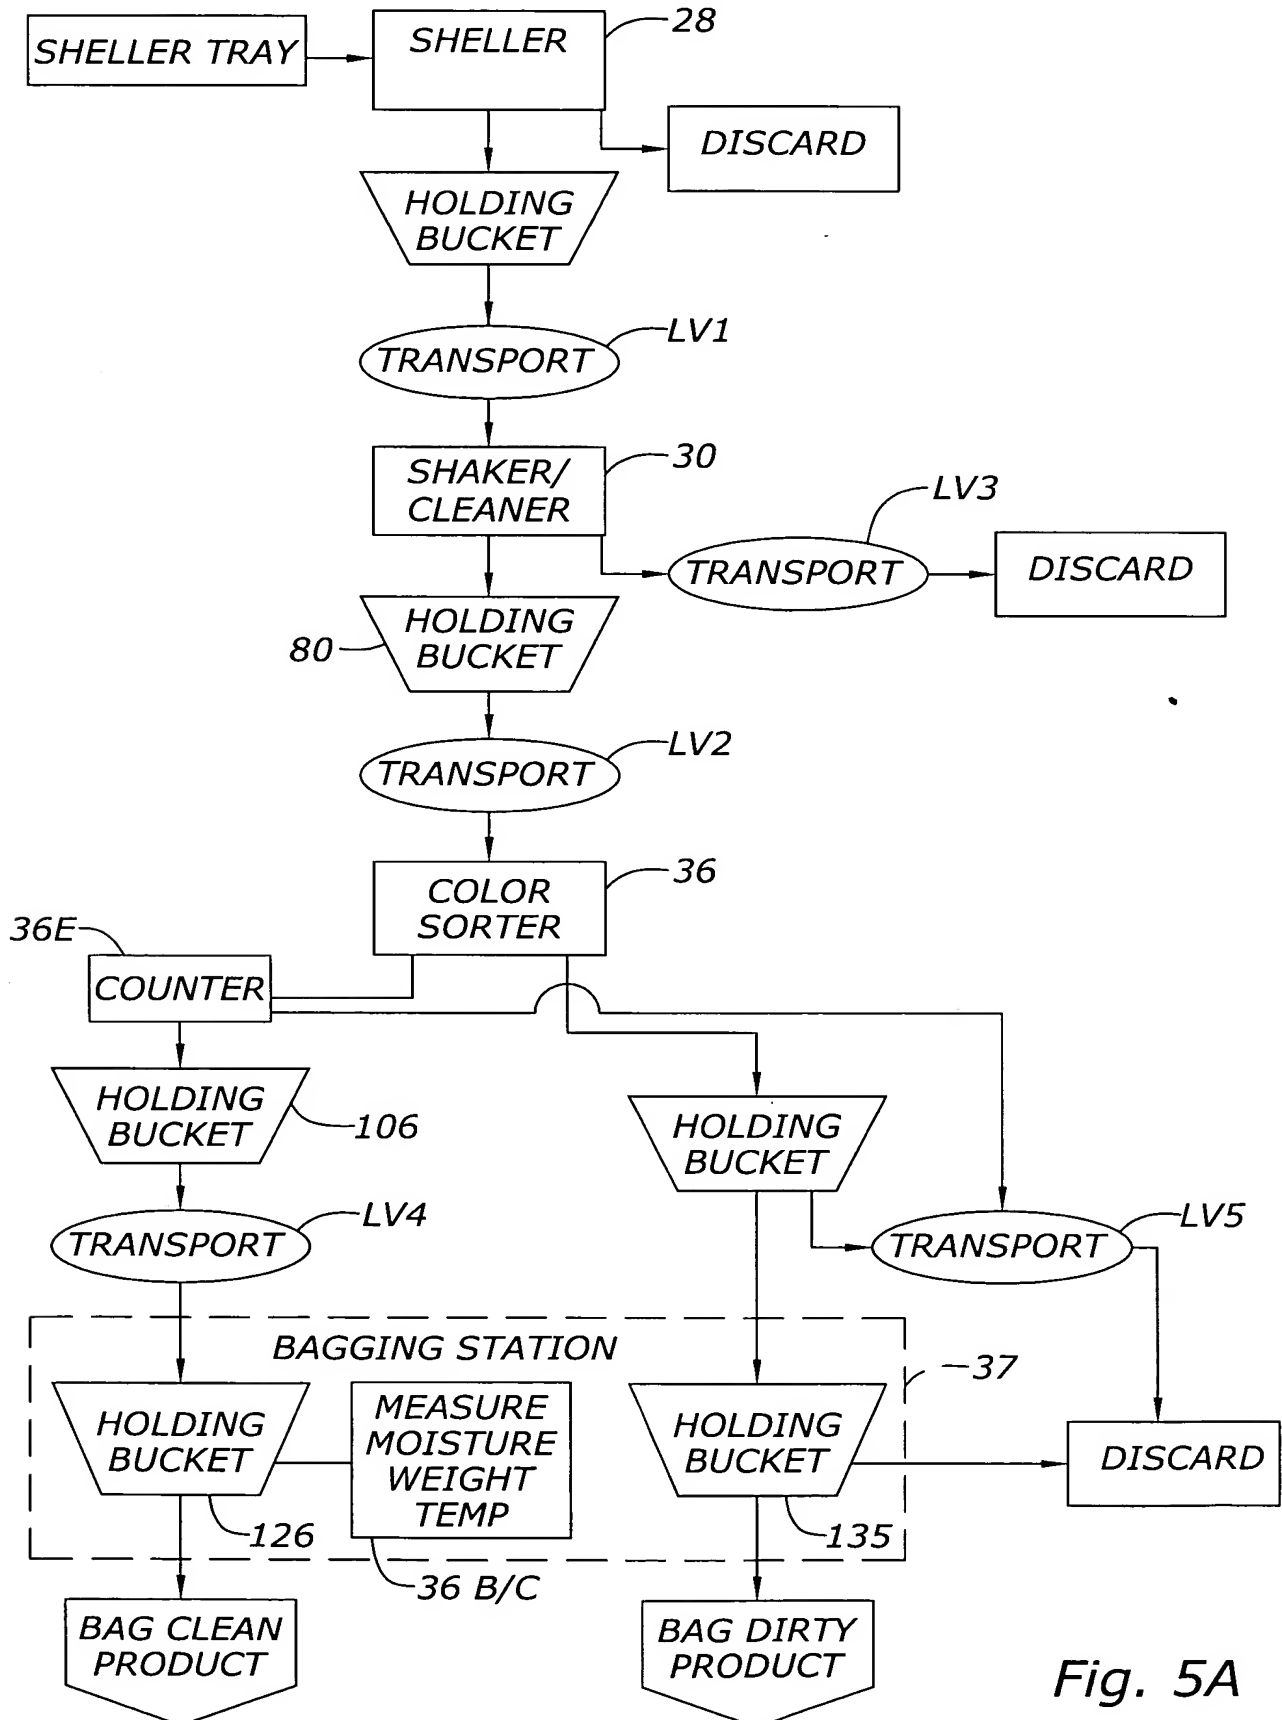 SHELLER TRAY
SHELLER
28
DISCARD
HOLDING
BUCKET
LV1
TRANSPORT
SHAKER/
CLEANER
30
LV3
TRANSPORT
DISCARD
HOLDING
BUCKET
80
LV2
TRANSPORT
COLOR
SORTER
36
36E
COUNTER
HOLDING
BUCKET
106
HOLDING
BUCKET
LV4
TRANSPORT
LV5
TRANSPORT
BAGGING STATION
37
HOLDING
BUCKET
126
MEASURE
MOISTURE
WEIGHT
TEMP
36 B/C
HOLDING
BUCKET
135
DISCARD
BAG CLEAN
PRODUCT
BAG DIRTY
PRODUCT
Fig. 5A